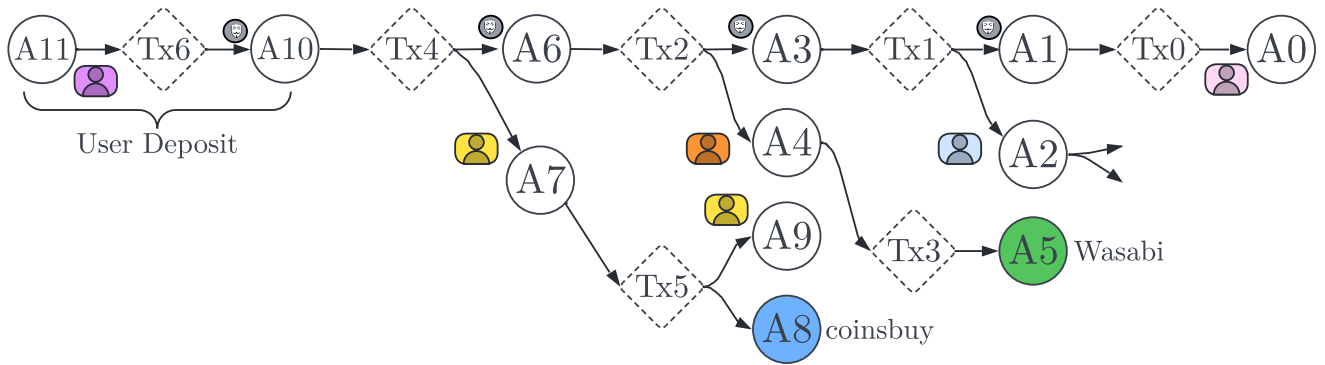 A11 Tx6 A10 Tx4 A6 Tx2 A3 Tx1 A1 Tx0 A0
User Deposit
A7
A4
A2
A9
Tx3
A5 Wasabi
Tx5
A8 coinsbuy